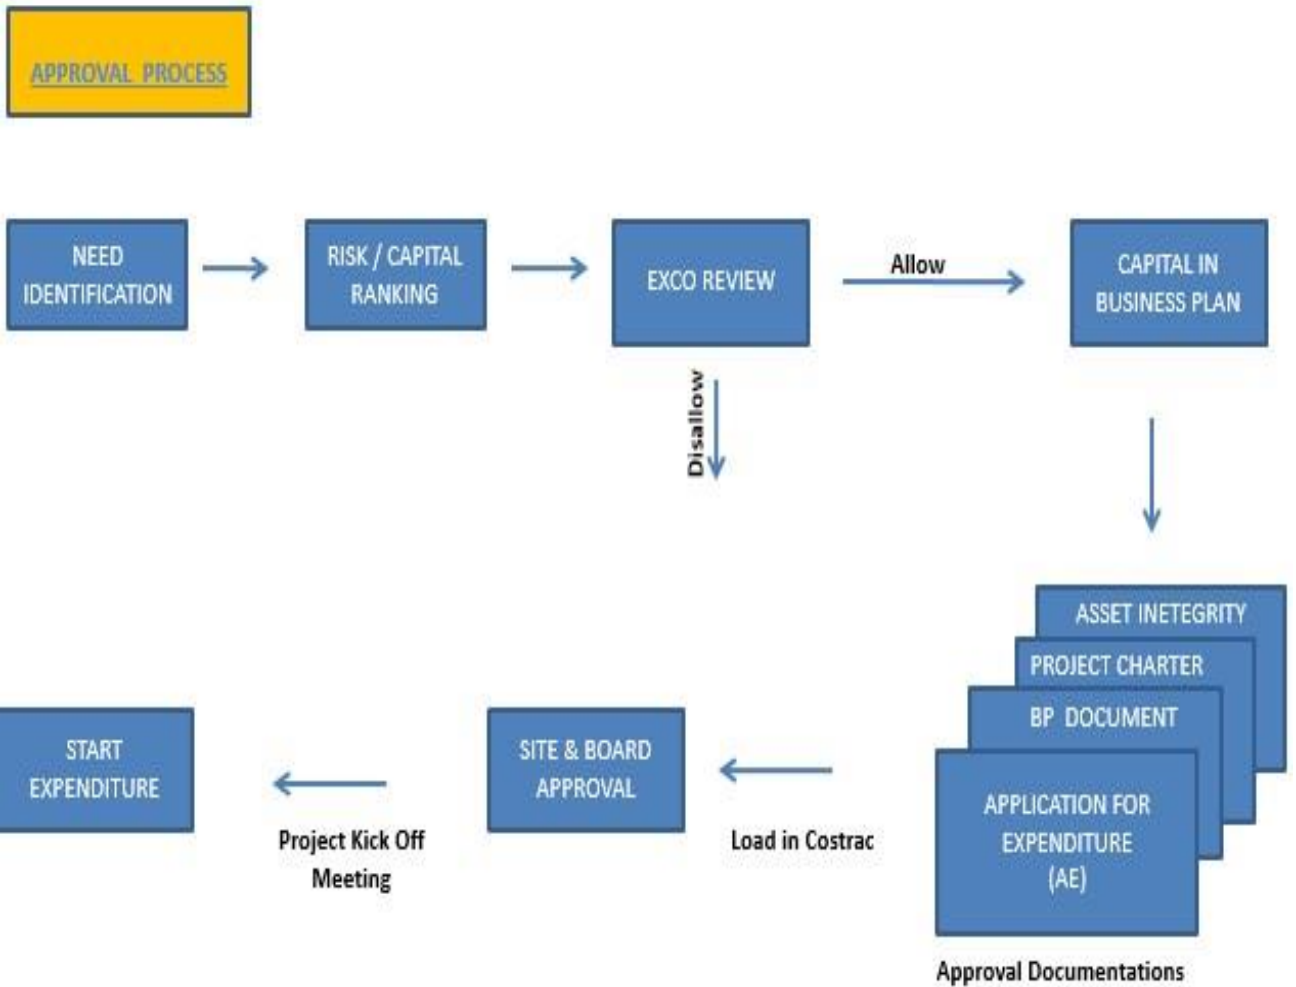 APPROVAL PROCESS
NEED
IDENTIFICATION
RISK / CAPITAL
RANKING
EXCO REVIEW
Allow
CAPITAL IN
BUSINESS PLAN
Disallow
ASSET INETEGRITY
PROJECT CHARTER
BP DOCUMENT
APPLICATION FOR
EXPENDITURE
(AE)
Approval Documentations
Load in Costrac
SITE & BOARD
APPROVAL
Project Kick Off
Meeting
START
EXPENDITURE